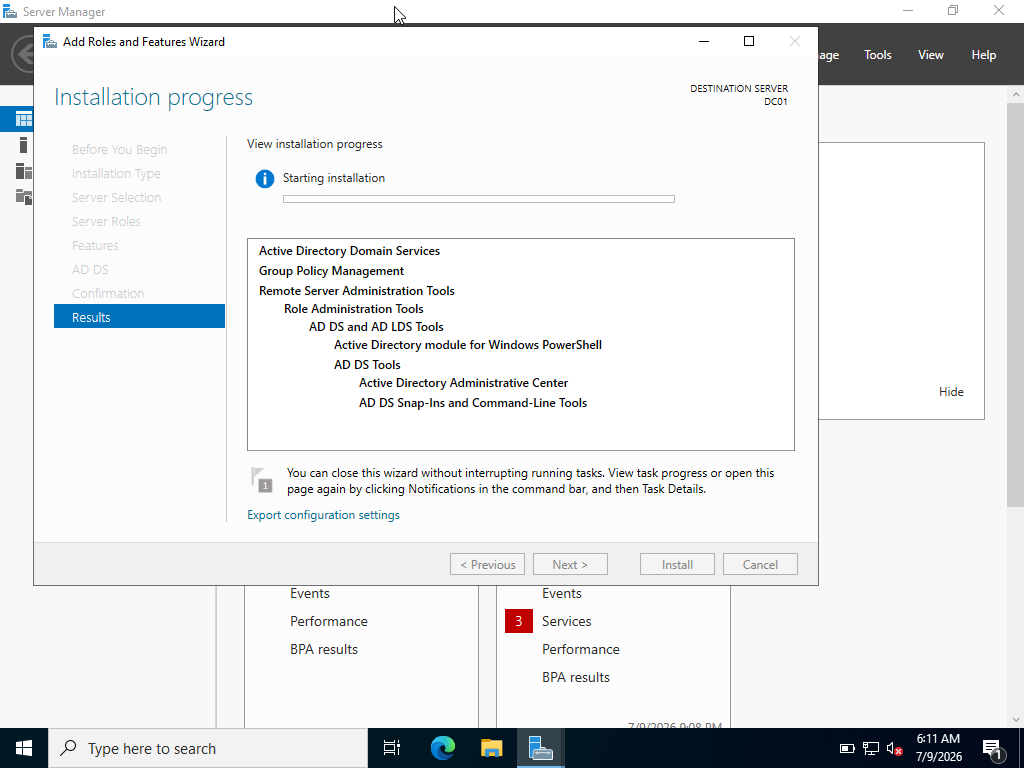 Server Manager
Add Roles and Features Wizard
Tools
View
Help
Installation progress
DESTINATION SERVER
DC01
Before You Begin
Installation Type
Server Selection
Server Roles
Features
AD DS
Confirmation
Results
View installation progress
Starting installation
Active Directory Domain Services
Group Policy Management
Remote Server Administration Tools
Role Administration Tools
AD DS and AD LDS Tools
Active Directory module for Windows PowerShell
AD DS Tools
Active Directory Administrative Center
AD DS Snap-Ins and Command-Line Tools
Hide
1
You can close this wizard without interrupting running tasks. View task progress or open this
page again by clicking Notifications in the command bar, and then Task Details.
Export configuration settings
< Previous
Next >
Install
Cancel
Events
Performance
BPA results
Events
3 Services
Performance
BPA results
7/9/2026 9:08 PM
Type here to search
6:11 AM
7/9/2026
1